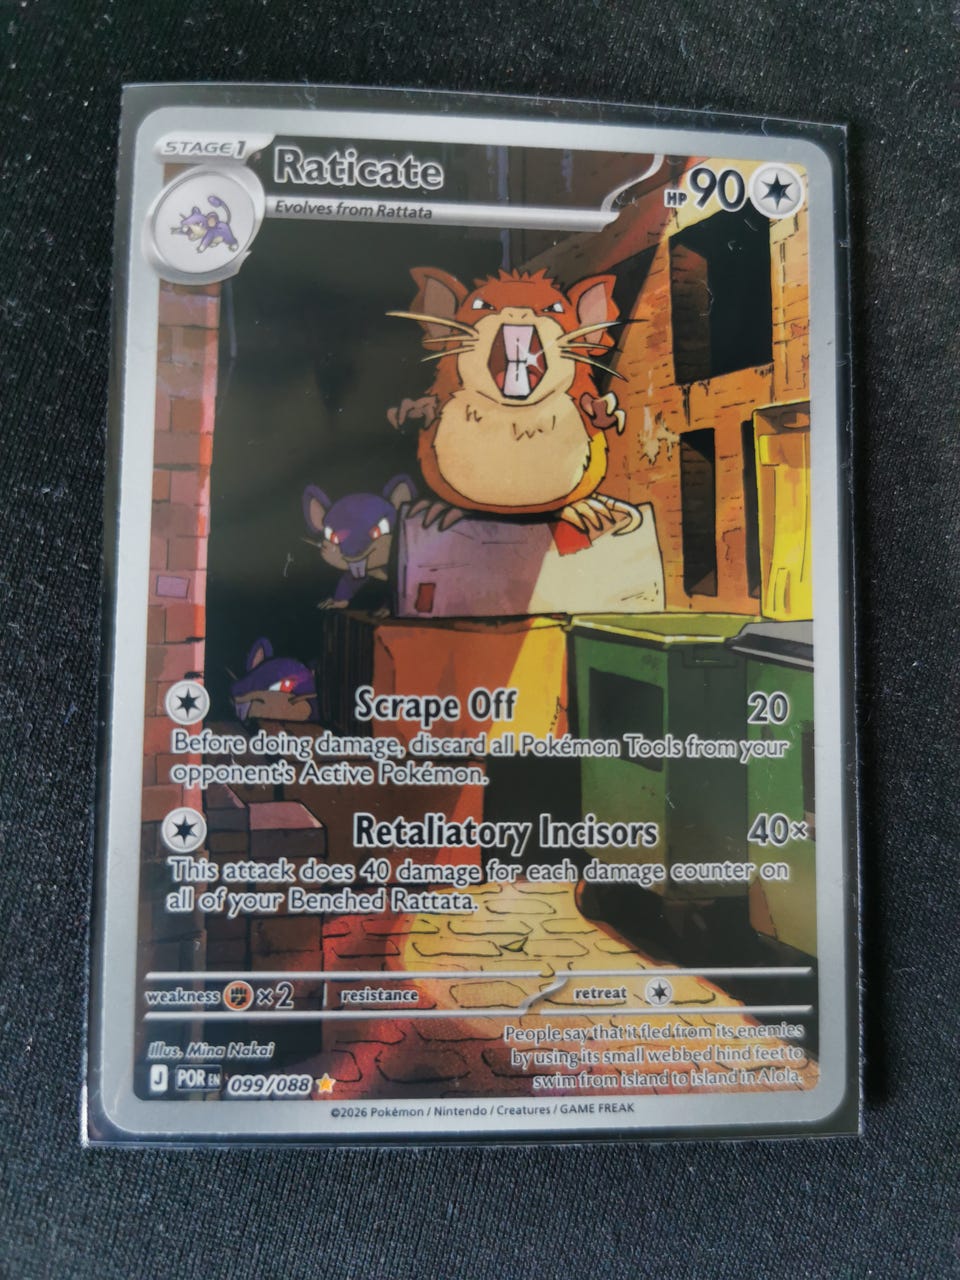 STAGE 1
Raticate
HP 90
Evolves from Rattata
Scrape Off 20
Before doing damage, discard all Pokémon Tools from your
opponent's Active Pokémon.
Retaliatory Incisors 40×
This attack does 40 damage for each damage counter on
all of your Benched Rattata.
weakness ×2 resistance retreat
People say that it fled from its enemies
by using its small webbed hind feet to
swim from island to island in Alola.
Illus. Mina Nakai
J POR EN 099/088
©2026 Pokémon / Nintendo / Creatures / GAME FREAK